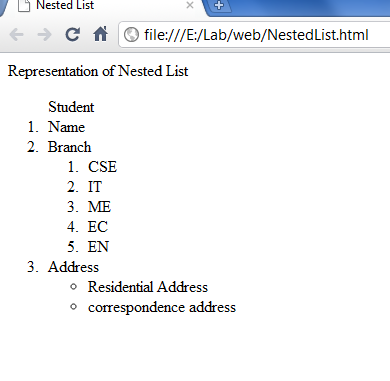 Nested List
file:///E:/Lab/web/NestedList.html
Representation of Nested List
Student
1. Name
2. Branch
1. CSE
2. IT
3. ME
4. EC
5. EN
3. Address
Residential Address
correspondence address